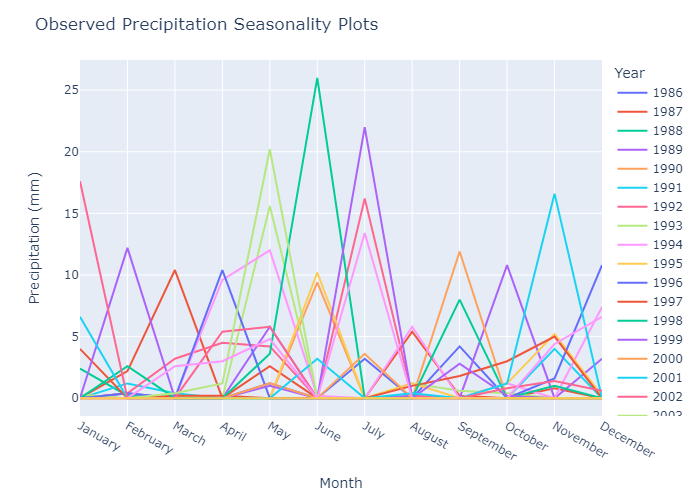 Observed Precipitation Seasonality Plots
Precipitation (mm)
25
20
15
10
5
0
January
February
March
April
May
June
July
August
September
October
November
December
Month
Year
1986
1987
1988
1989
1990
1991
1992
1993
1994
1995
1996
1997
1998
1999
2000
2001
2002
2003